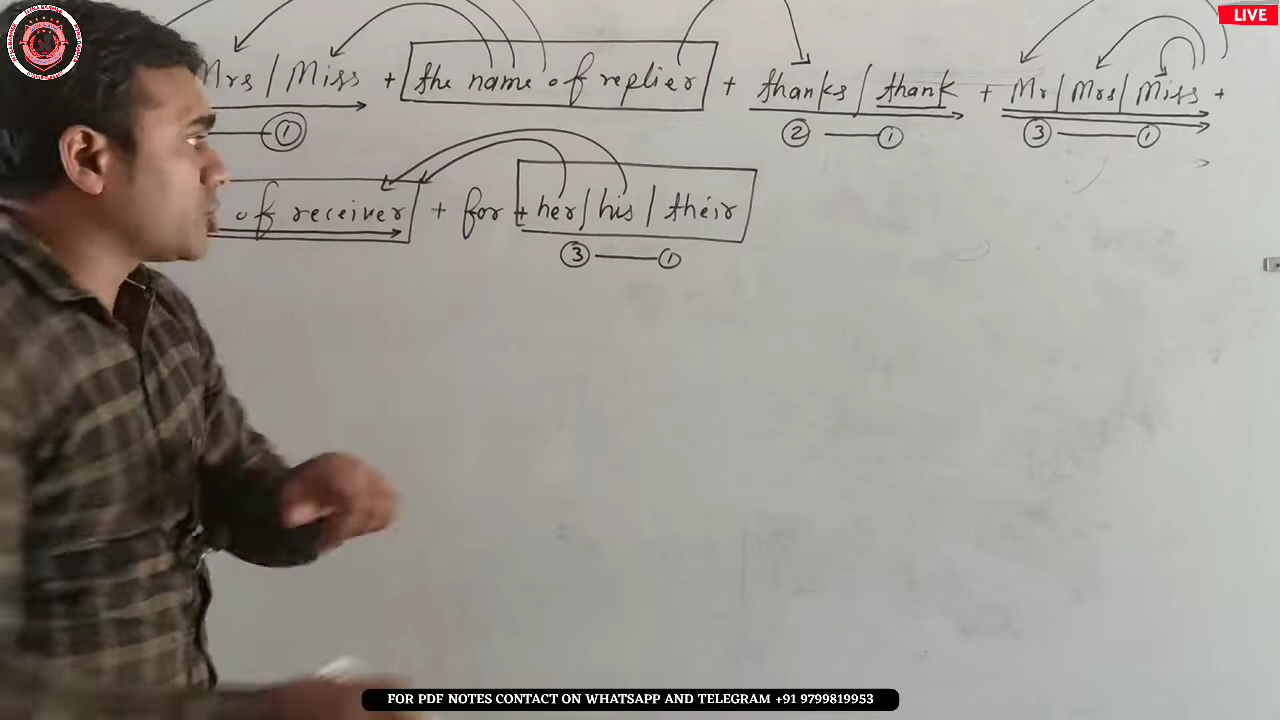 LIVE
Mrs / Miss + the name of replier + thanks / thank + Mr / Mrs / Miss +
① ② — ① ③ — ①
of receiver + for + her / his / their
③ — ①
FOR PDF NOTES CONTACT ON WHATSAPP AND TELEGRAM +91 9799819953